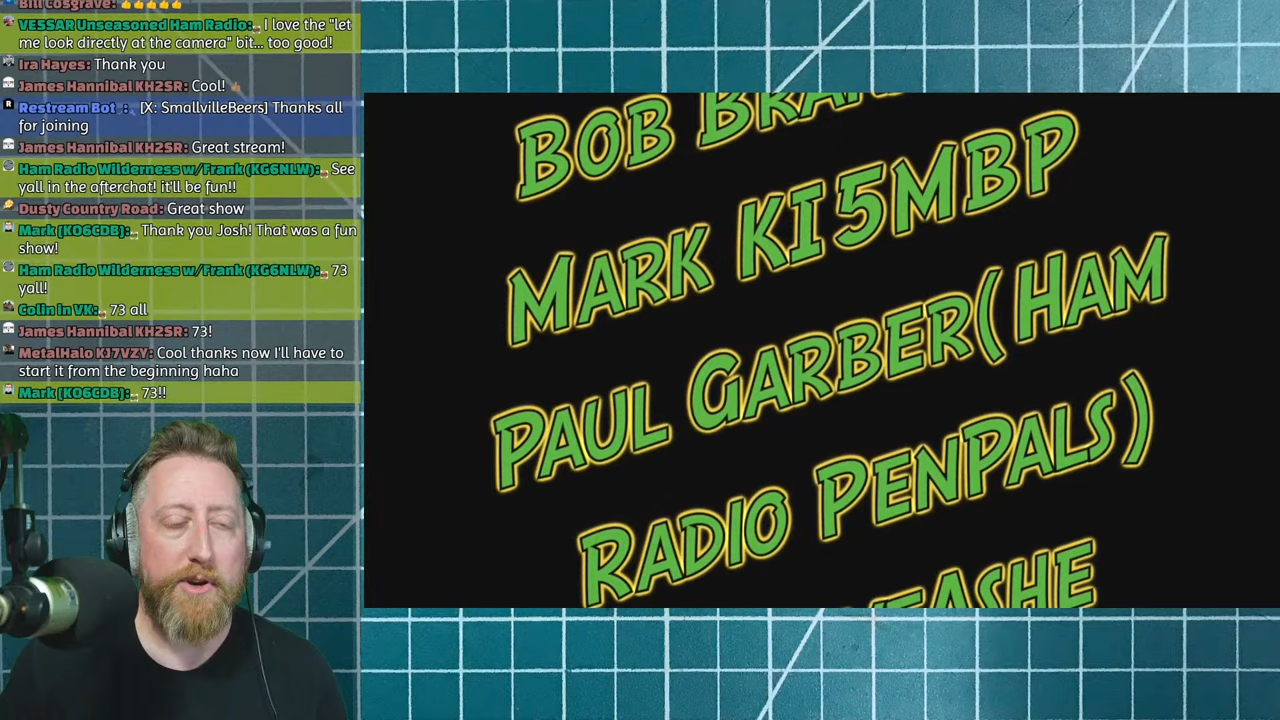 Bill Cosgrave:
VE5SAR Unseasoned Ham Radio: I love the "let
me look directly at the camera" bit... too good!
Ira Hayes: Thank you
James Hannibal KH2SR: Cool!
Restream Bot : [X: SmallvilleBeers] Thanks all
for joining
James Hannibal KH2SR: Great stream!
Ham Radio Wilderness w/Frank (KG6NLW): See
yall in the afterchat! it'll be fun!!
Dusty Country Road: Great show
Mark (KO6CDB): Thank you Josh! That was a fun
show!
Ham Radio Wilderness w/Frank (KG6NLW): 73
yall!
Colin in VK: 73 all
James Hannibal KH2SR: 73!
MetalHalo KJ7VZY: Cool thanks now I'll have to
start it from the beginning haha
Mark (KO6CDB): 73!!
BOB
MARK KI5MBP
PAUL GARBER(HAM
RADIO PENPALS)